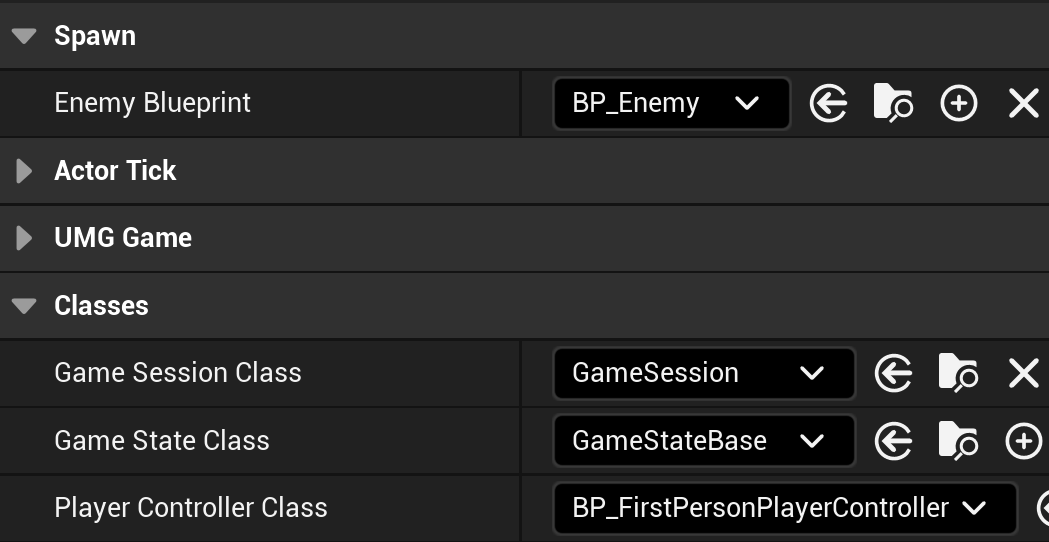 Spawn
Enemy Blueprint BP_Enemy
Actor Tick
UMG Game
Classes
Game Session Class GameSession
Game State Class GameStateBase
Player Controller Class BP_FirstPersonPlayerController